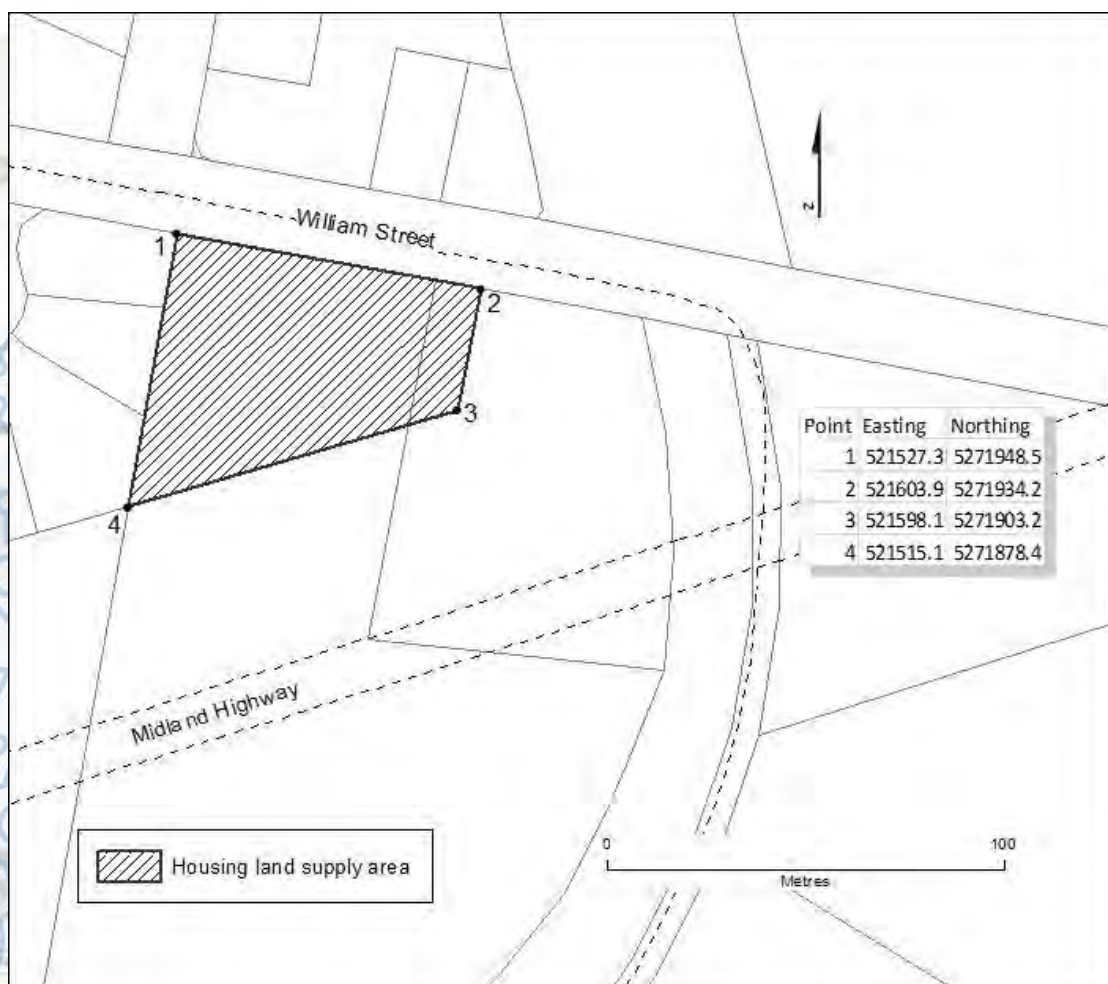 William Street
1
2
3
4
Point Easting Northing
1 521527.3 5271948.5
2 521603.9 5271934.2
3 521598.1 5271903.2
4 521515.1 5271878.4
Midland Highway
Housing land supply area
0 100
Metres
z